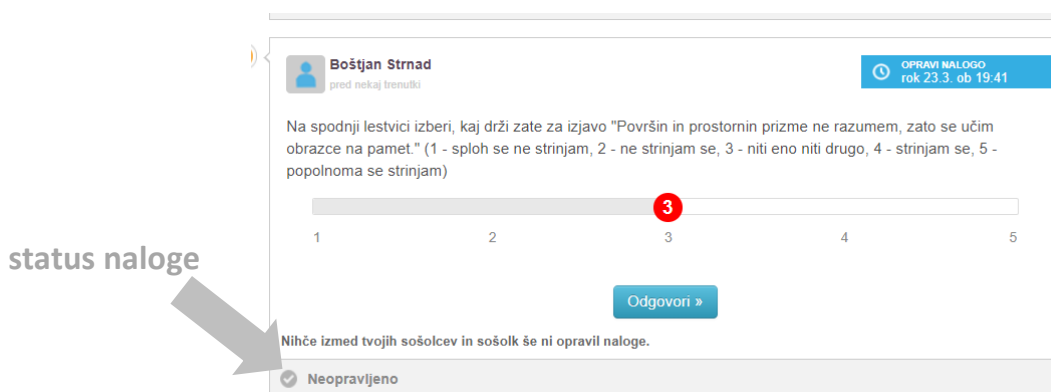 Boštjan Strnad
pred nekaj trenutki
OPRAVI NALOGO
rok 23.3. ob 19:41
Na spodnji lestvici izberi, kaj drži zate za izjavo "Površin in prostornin prizme ne razumem, zato se učim
obrazce na pamet." (1 - sploh se ne strinjam, 2 - ne strinjam se, 3 - niti eno niti drugo, 4 - strinjam se, 5 -
popolnoma se strinjam)
3
1 2 3 4 5
status naloge
Odgovori »
Nihče izmed tvojih sošolcev in sošolk še ni opravil naloge.
Neopravljeno